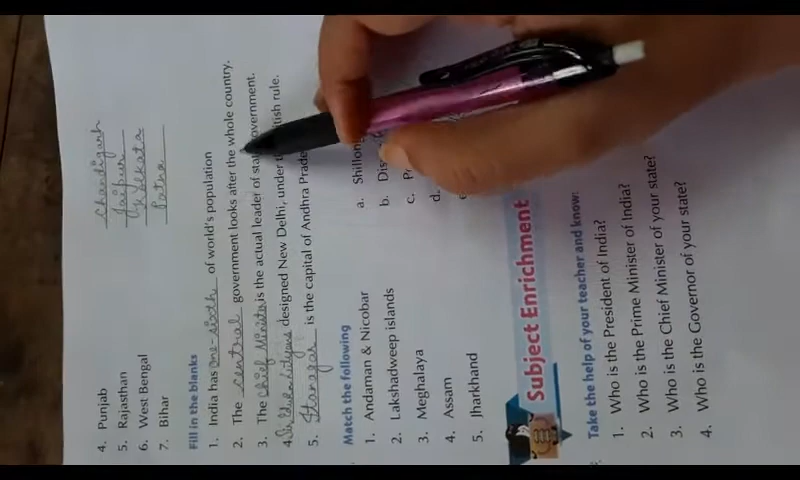 4. Punjab Chandigarh
5. Rajasthan Jaipur
6. West Bengal Kolkata
7. Bihar Patna
Fill in the blanks
1. India has one-sixth of world's population
2. The central government looks after the whole country.
3. The Chief Minister is the actual leader of state government.
4. designed New Delhi, under rule.
5. Itanagar is the capital of Andhra
Match the following
1. Andaman & Nicobar a. Shillong
2. Lakshadweep islands b.
3. Meghalaya c.
4. Assam d.
5. Jharkhand
Subject Enrichment
Take the help of your teacher and know:
1. Who is the President of India?
2. Who is the Prime Minister of India?
3. Who is the Chief Minister of your state?
4. Who is the Governor of your state?